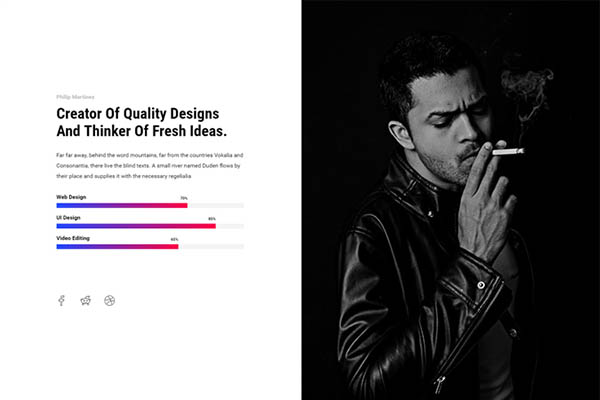 Philip Martinez
Creator Of Quality Designs
And Thinker Of Fresh Ideas.
Far far away, behind the word mountains, far from the countries Vokalia and
Consonantia, there live the blind texts. A small river named Duden flows by
their place and supplies it with the necessary regelialia
Web Design 70%
UI Design 85%
Video Editing 65%